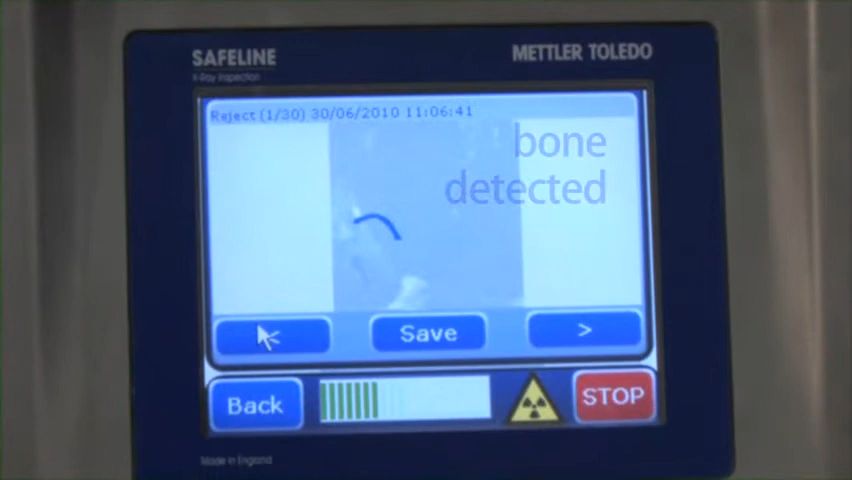 SAFELINE
METTLER TOLEDO
X-Ray Inspection
Reject (1/30) 30/06/2010 11:06:41
bone
detected
<
Save
>
Back
STOP
Made in England